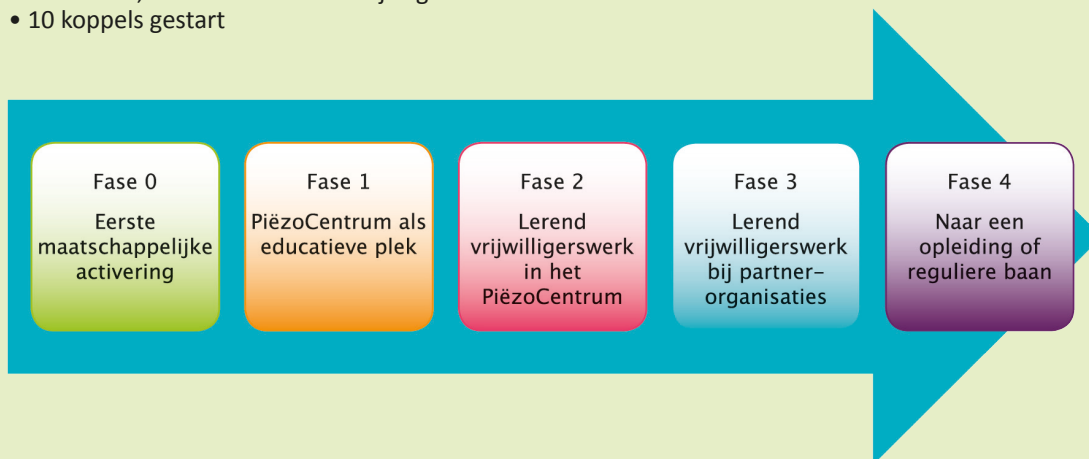 • 10 koppels gestart
Fase 0
Eerste
maatschappelijke
activering
Fase 1
PiëzoCentrum als
educatieve plek
Fase 2
Lerend
vrijwilligerswerk
in het
PiëzoCentrum
Fase 3
Lerend
vrijwilligerswerk
bij partner-
organisaties
Fase 4
Naar een
opleiding of
reguliere baan